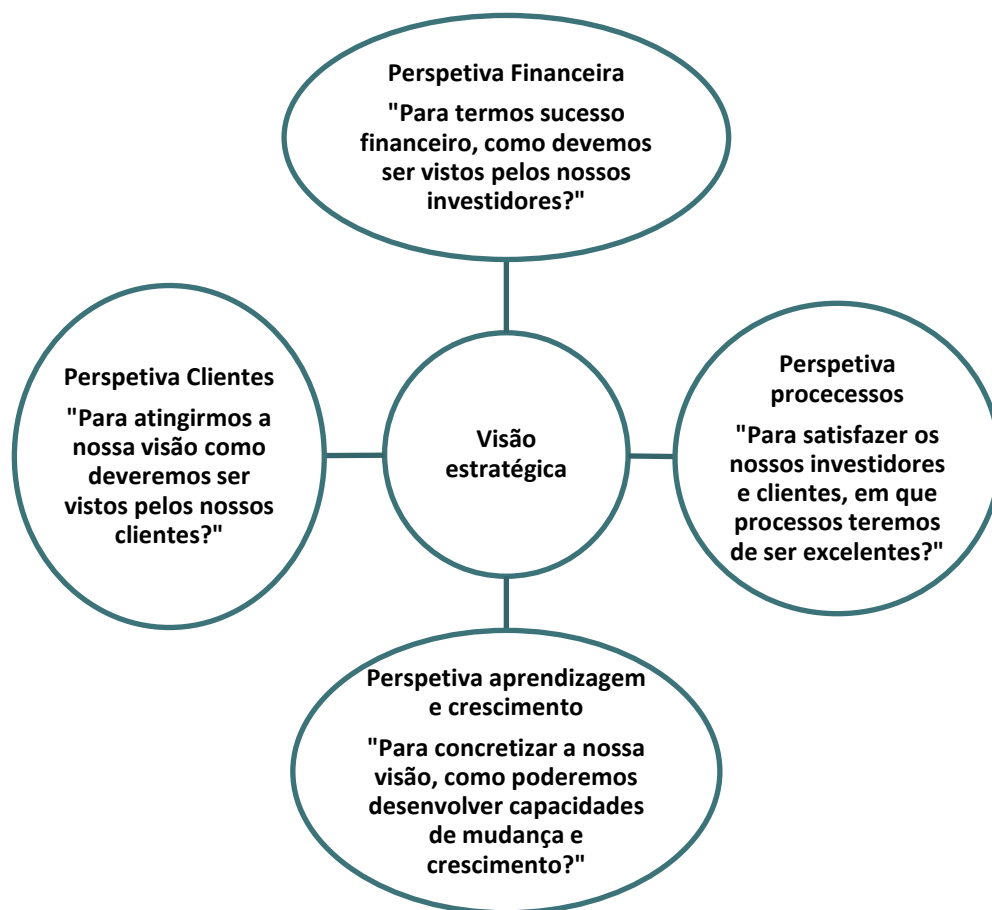 Perspetiva Financeira
"Para termos sucesso
financeiro, como devemos
ser vistos pelos nossos
investidores?"
Perspetiva Clientes
"Para atingirmos a
nossa visão como
deveremos ser
vistos pelos nossos
clientes?"
Visão
estratégica
Perspetiva
procecessos
"Para satisfazer os
nossos investidores
e clientes, em que
processos teremos
de ser excelentes?"
Perspetiva aprendizagem
e crescimento
"Para concretizar a nossa
visão, como poderemos
desenvolver capacidades
de mudança e
crescimento?"